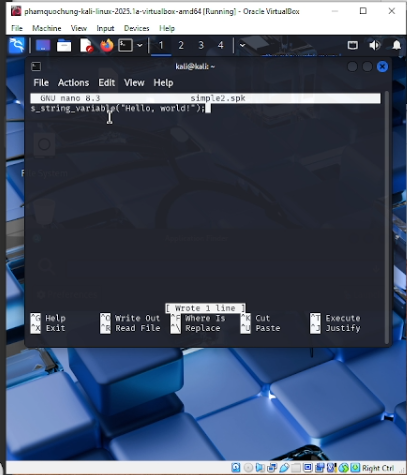 phamquochung-kali-linux-2025.1a-virtualbox-amd64 [Running] - Oracle VirtualBox
File Machine View Input Devices Help
1 2 3 4
kali@kali: ~
File Actions Edit View Help
GNU nano 8.3 simple2.spk
s_string_variable("Hello, world!");
[ Wrote 1 line ]
^G Help ^O Write Out ^F Where Is ^K Cut ^T Execute
^X Exit ^R Read File ^\ Replace ^U Paste ^J Justify
Right Ctrl